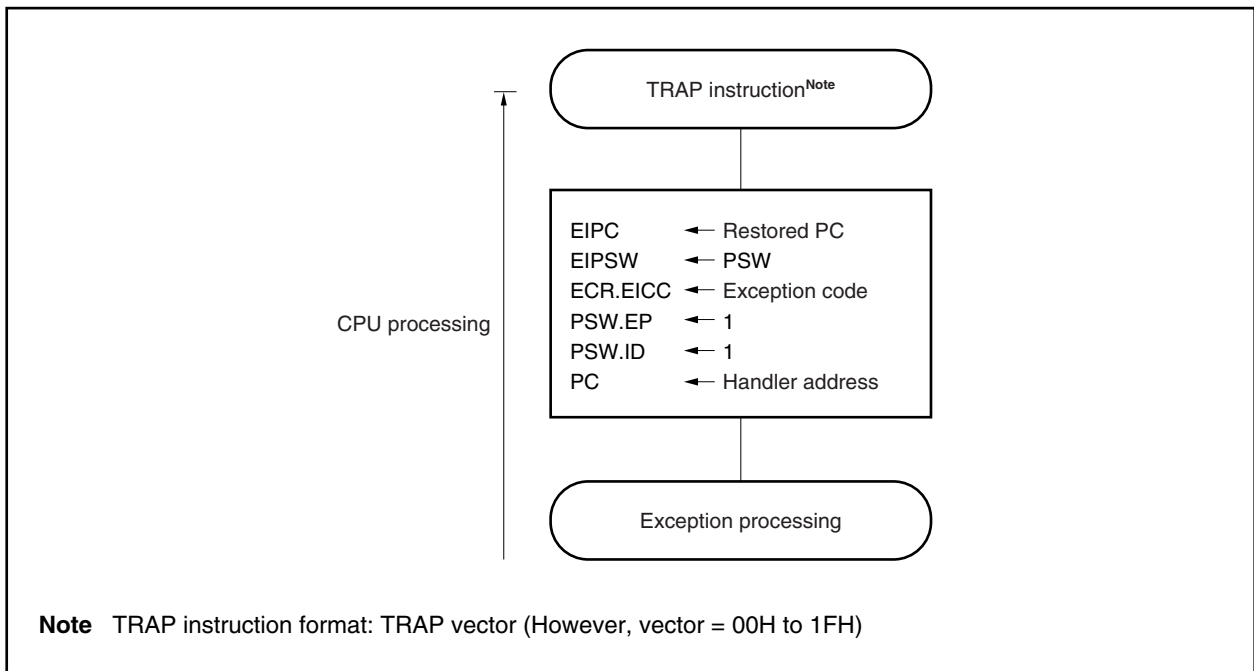 TRAP instructionNote
EIPC ← Restored PC
EIPSW ← PSW
ECR.EICC ← Exception code
PSW.EP ← 1
PSW.ID ← 1
PC ← Handler address
CPU processing
Exception processing
Note TRAP instruction format: TRAP vector (However, vector = 00H to 1FH)